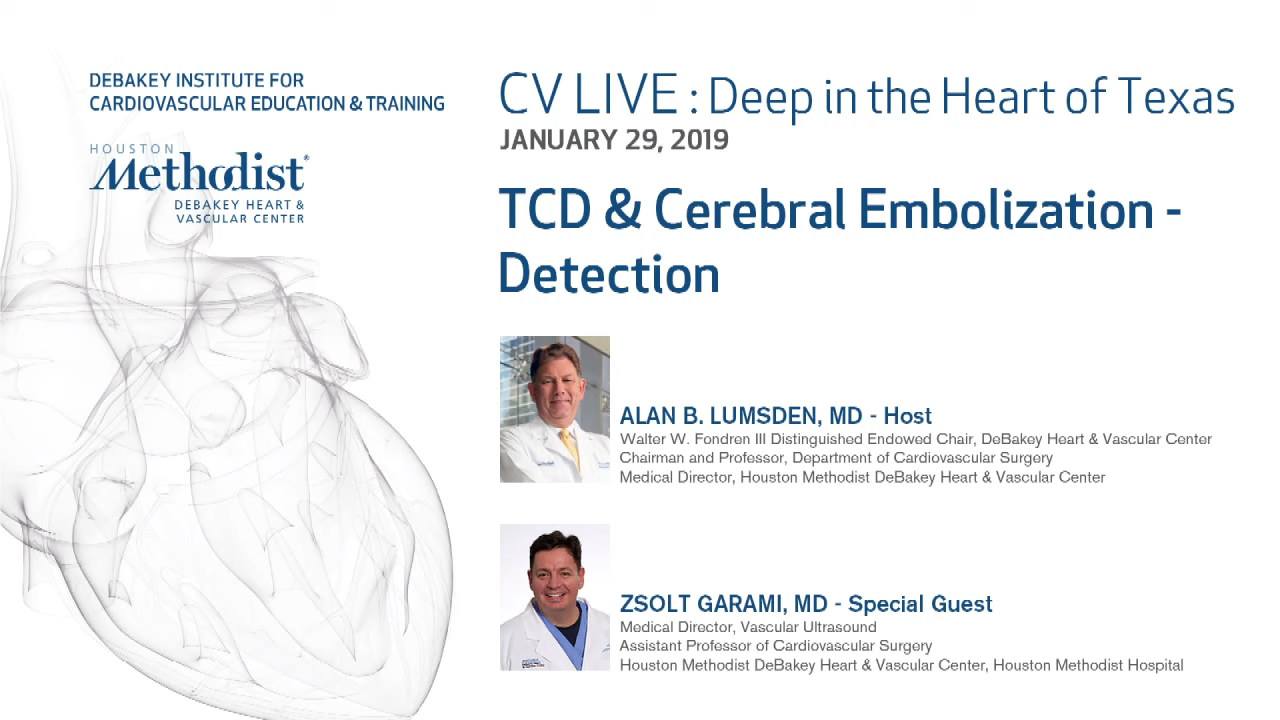 DEBAKEY INSTITUTE FOR
CARDIOVASCULAR EDUCATION & TRAINING
HOUSTON
Methodist®
DEBAKEY HEART &
VASCULAR CENTER
CV LIVE : Deep in the Heart of Texas
JANUARY 29, 2019
TCD & Cerebral Embolization -
Detection
ALAN B. LUMSDEN, MD - Host
Walter W. Fondren III Distinguished Endowed Chair, DeBakey Heart & Vascular Center
Chairman and Professor, Department of Cardiovascular Surgery
Medical Director, Houston Methodist DeBakey Heart & Vascular Center
ZSOLT GARAMI, MD - Special Guest
Medical Director, Vascular Ultrasound
Assistant Professor of Cardiovascular Surgery
Houston Methodist DeBakey Heart & Vascular Center, Houston Methodist Hospital